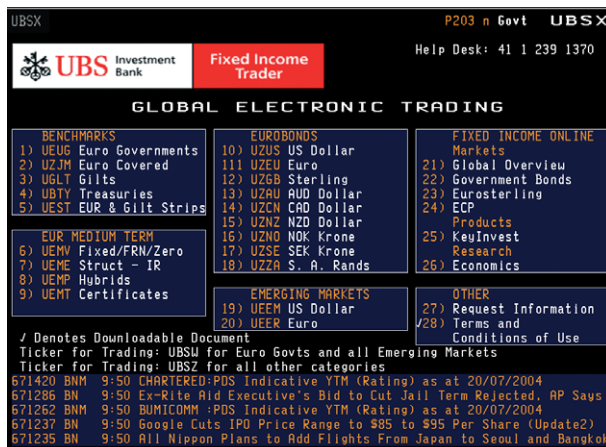 UBSX P203 n Govt UBSX
Help Desk: 41 1 239 1370
UBS Investment Bank
Fixed Income Trader
GLOBAL ELECTRONIC TRADING
BENCHMARKS
1) UEUG Euro Governments
2) UZJM Euro Covered
3) UGLT Gilts
4) UBTY Treasuries
5) UEST EUR & Gilt Strips
EUR MEDIUM TERM
6) UEMV Fixed/FRN/Zero
7) UEME Struct - IR
8) UEMP Hybrids
9) UEMT Certificates
EUROBONDS
10) UZUS US Dollar
111 UZEU Euro
12) UZGB Sterling
13) UZAU AUD Dollar
14) UZCN CAD Dollar
15) UZNZ NZD Dollar
16) UZNO NOK Krone
17) UZSE SEK Krone
18) UZZA S. A. Rands
EMERGING MARKETS
19) UEEM US Dollar
20) UEER Euro
FIXED INCOME ONLINE
Markets
21) Global Overview
22) Government Bonds
23) Eurosterling
24) ECP
Products
25) KeyInvest
Research
26) Economics
OTHER
27) Request Information
√28) Terms and
Conditions of Use
√ Denotes Downloadable Document
Ticker for Trading: UBSW for Euro Govts and all Emerging Markets
Ticker for Trading: UBSZ for all other categories
671420 BNM 9:50 CHARTERED:PDS Indicative YTM (Rating) as at 20/07/2004
671286 BN 9:50 Ex-Rite Aid Executive's Bid to Cut Jail Term Rejected, AP Says
671262 BNM 9:50 BUMICOMM :PDS Indicative YTM (Rating) as at 20/07/2004
671237 BN 9:50 Google Cuts IPO Price Range to $85 to $95 Per Share (Update2)
671235 BN 9:50 All Nippon Plans to Add Flights From Japan to Seoul and Bangko